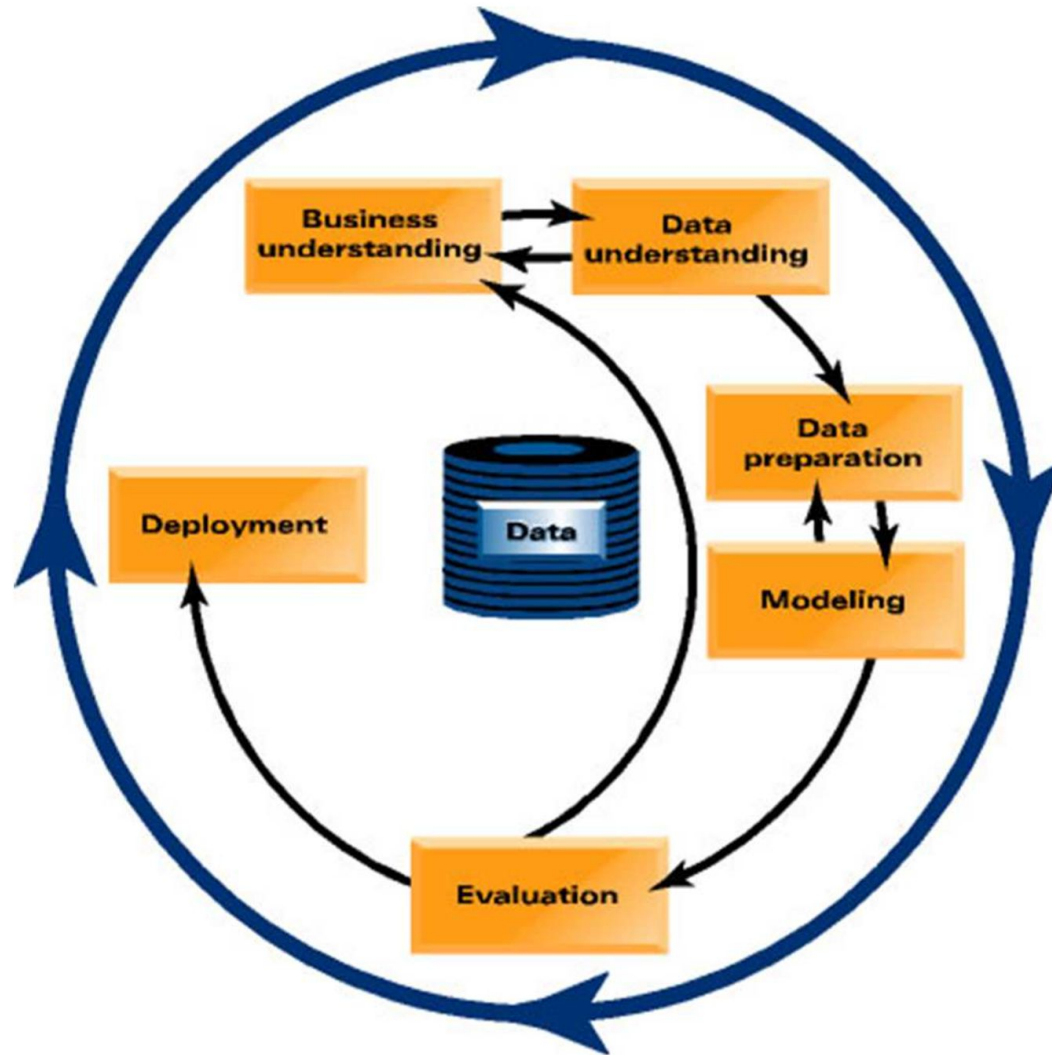 Business
understanding
Data
understanding
Data
preparation
Deployment
Data
Modeling
Evaluation